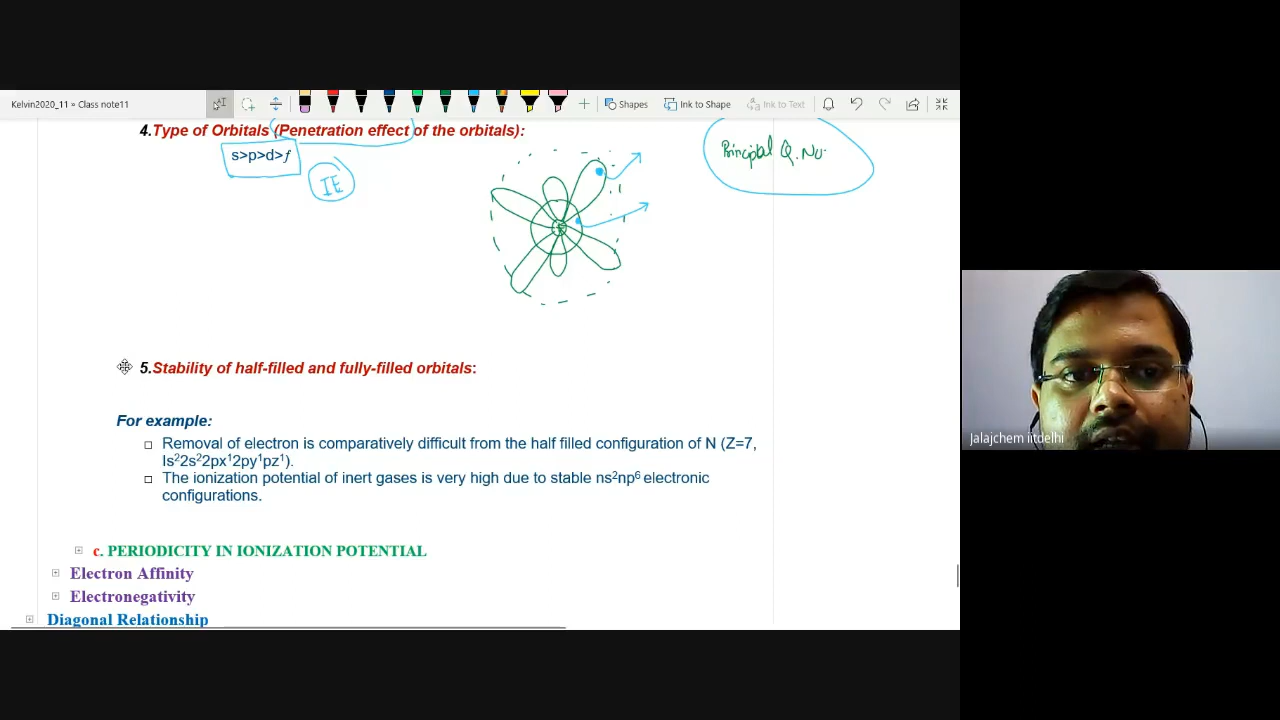 Kelvin2020_11 » Class note11
Shapes
Ink to Shape
Ink to Text
4.Type of Orbitals (Penetration effect of the orbitals):
s>p>d>ƒ
IE
Principal Q. No.
5.Stability of half-filled and fully-filled orbitals:
For example:
Removal of electron is comparatively difficult from the half filled configuration of N (Z=7,
Is²2s²2px¹2py¹pz¹).
The ionization potential of inert gases is very high due to stable ns²np⁶ electronic
configurations.
c. PERIODICITY IN IONIZATION POTENTIAL
Electron Affinity
Electronegativity
Diagonal Relationship
Jalajchem iitdelhi